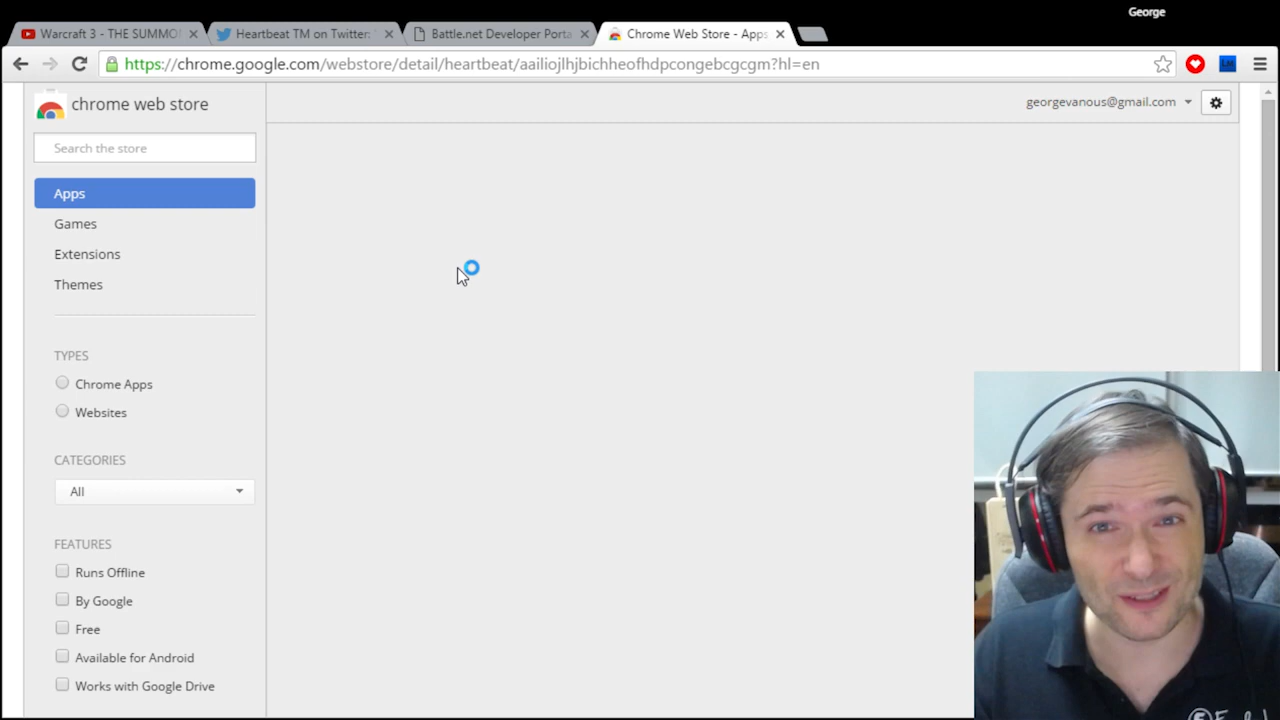 George
Warcraft 3 - THE SUMMO
Heartbeat TM on Twitter: "
Battle.net Developer Porta
Chrome Web Store - Apps
https://chrome.google.com/webstore/detail/heartbeat/aailiojlhjbichheofhdpcongebcgcgm?hl=en
chrome web store
georgevanous@gmail.com
Search the store
Apps
Games
Extensions
Themes
TYPES
Chrome Apps
Websites
CATEGORIES
All
FEATURES
Runs Offline
By Google
Free
Available for Android
Works with Google Drive